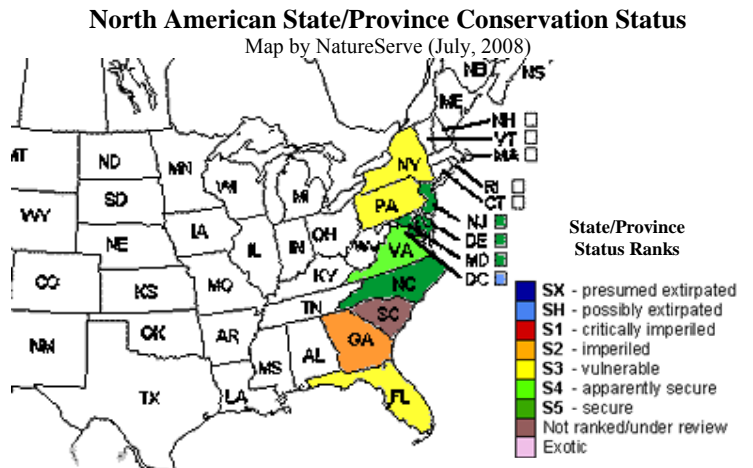 North American State/Province Conservation Status
Map by NatureServe (July, 2008)
NB NS
ME
NH
VT
MA
MT ND MN
NY
WI MI
RI
CT
SD
PA
WY
NJ
IA OH
DE
NE IL IN
VA
MD
DC
CO KS MO KY
NC
TN
SC
OK AR
NM GA
MS AL
TX LA FL
State/Province
Status Ranks
SX - presumed extirpated
SH - possibly extirpated
S1 - critically imperiled
S2 - imperiled
S3 - vulnerable
S4 - apparently secure
S5 - secure
Not ranked/under review
Exotic